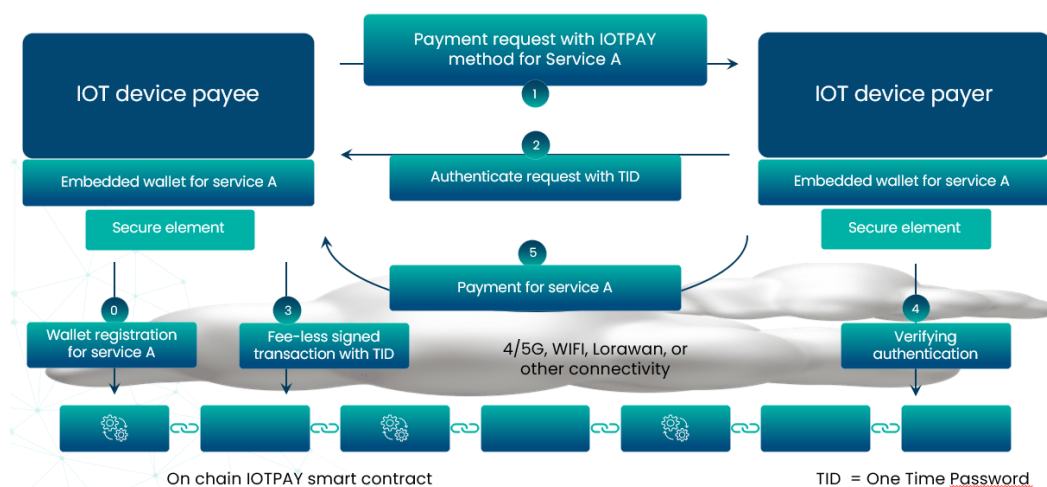 Payment request with IOTPAY
method for Service A
1
IOT device payee
IOT device payer
2
Authenticate request with TID
Embedded wallet for service A
Embedded wallet for service A
Secure element
Secure element
5
Payment for service A
0
Wallet registration
for service A
3
Fee-less signed
transaction with TID
4
Verifying
authentication
4/5G, WIFI, Lorawan, or
other connectivity
On chain IOTPAY smart contract
TID = One Time Password